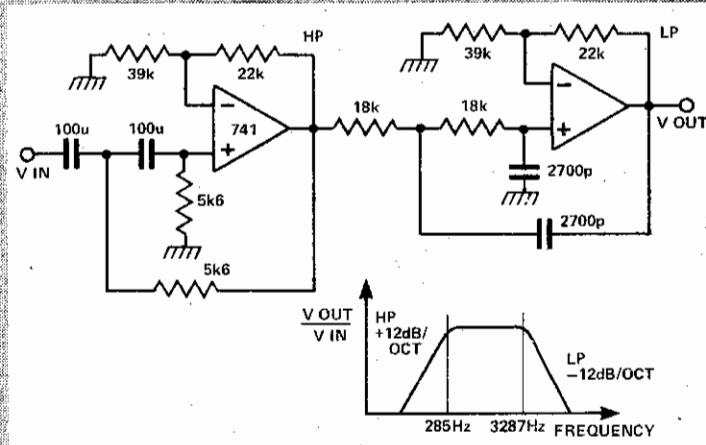 HP
LP
39k
22k
39k
22k
−
741
+
−
+
100u
100u
18k
18k
V IN
V OUT
5k6
2700p
2700p
5k6
V OUT
V IN
HP
+12dB/
OCT
LP
−12dB/OCT
285Hz
3287Hz
FREQUENCY